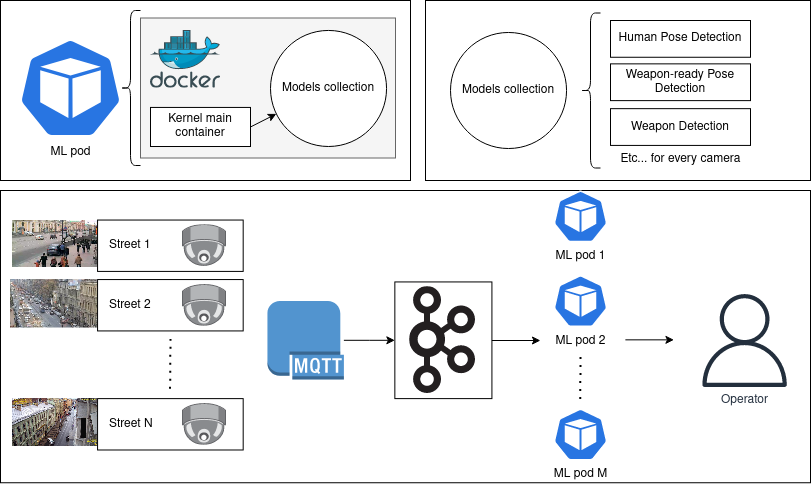 docker
Models collection
Kernel main
container
ML pod
Models collection
Human Pose Detection
Weapon-ready Pose
Detection
Weapon Detection
Etc... for every camera
Street 1
Street 2
Street N
MQTT
ML pod 1
ML pod 2
ML pod M
Operator